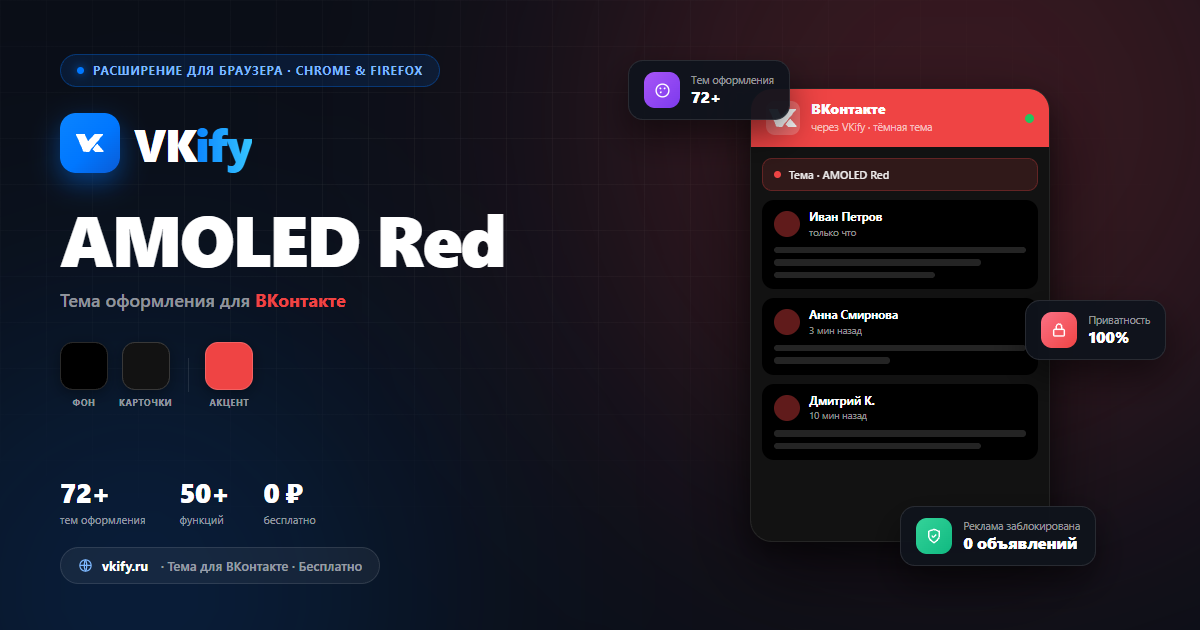 РАСШИРЕНИЕ ДЛЯ БРАУЗЕРА · CHROME & FIREFOX
VKify
AMOLED Red
Тема оформления для ВКонтакте
ФОН
КАРТОЧКИ
АКЦЕНТ
72+
тем оформления
50+
функций
0 ₽
бесплатно
vkify.ru · Тема для ВКонтакте · Бесплатно
Тем оформления
72+
ВКонтакте
через VKify · тёмная тема
Тема · AMOLED Red
Иван Петров
только что
Анна Смирнова
3 мин назад
Приватность
100%
Дмитрий К.
10 мин назад
Реклама заблокирована
0 объявлений